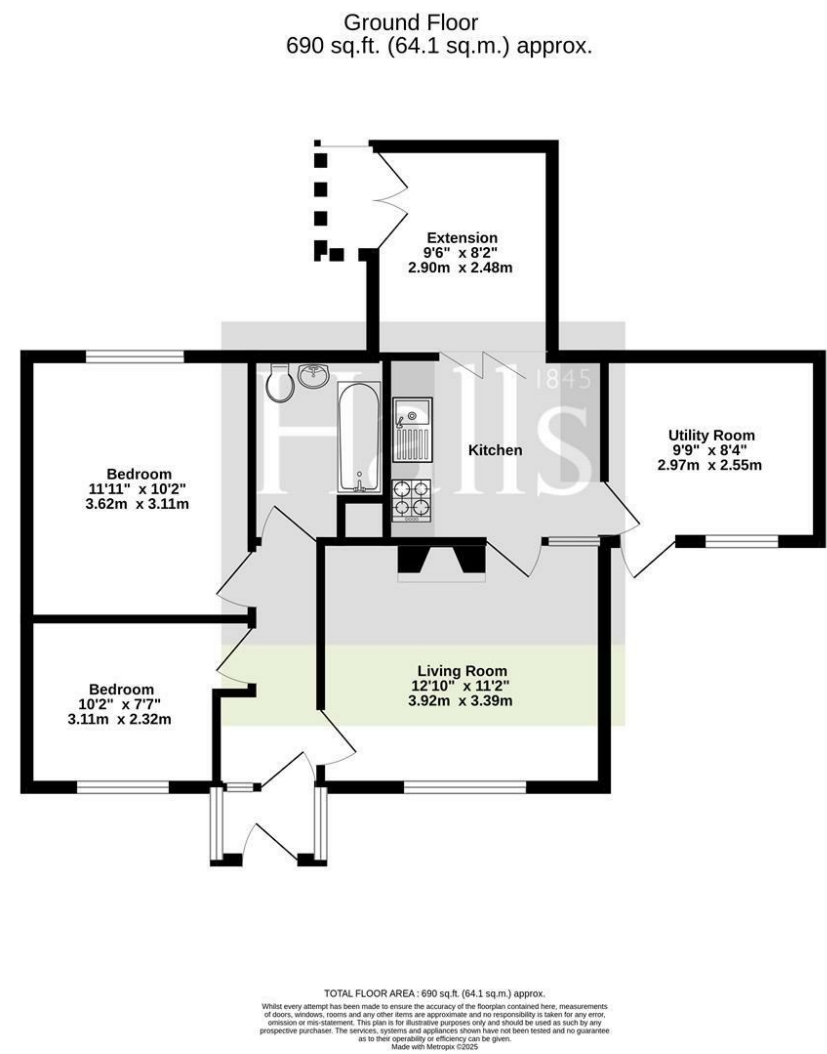 Ground Floor
690 sq.ft. (64.1 sq.m.) approx.
Extension
9'6" x 8'2"
2.90m x 2.48m
Halls
1845
Kitchen
Utility Room
9'9" x 8'4"
2.97m x 2.55m
Bedroom
11'11" x 10'2"
3.62m x 3.11m
Living Room
12'10" x 11'2"
3.92m x 3.39m
Bedroom
10'2" x 7'7"
3.11m x 2.32m
TOTAL FLOOR AREA : 690 sq.ft. (64.1 sq.m.) approx.
Whilst every attempt has been made to ensure the accuracy of the floorplan contained here, measurements
of doors, windows, rooms and any other items are approximate and no responsibility is taken for any error,
omission or mis-statement. This plan is for illustrative purposes only and should be used as such by any
prospective purchaser. The services, systems and appliances shown have not been tested and no guarantee
as to their operability or efficiency can be given.
Made with Metropix ©2025